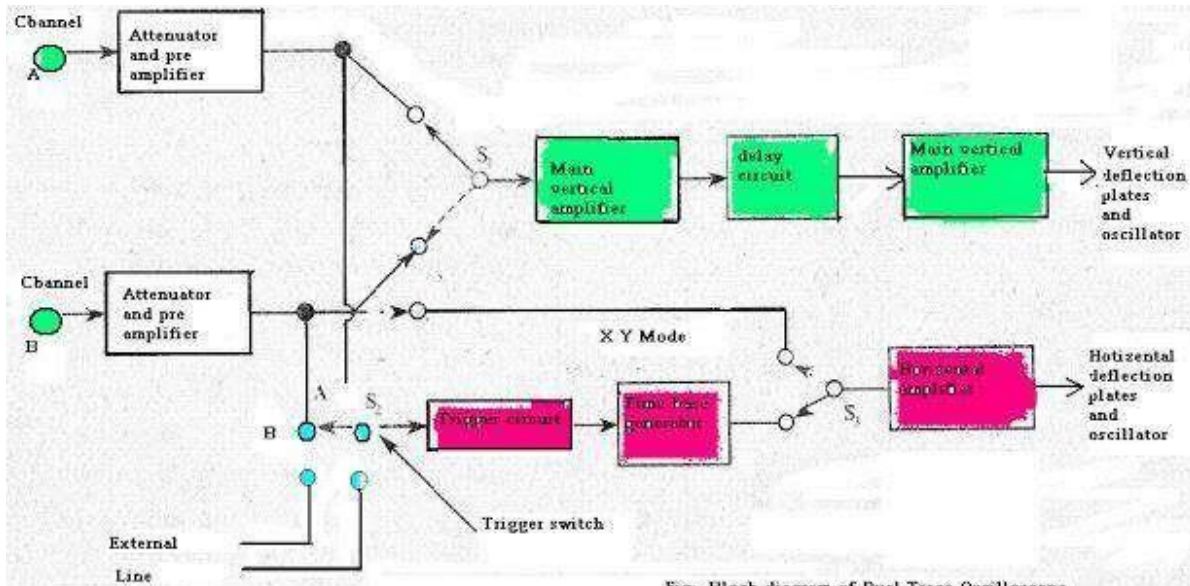 Cbannel
A
Attenuator
and pre
amplifier
S1
Main
vertical
amplifier
delay
circuit
Main vertical
amplifier
Vertical
deflection
plates
and
oscillator
Cbannel
B
Attenuator
and pre
amplifier
X Y Mode
A
S2
B
Trigger circuit
Time base
generator
S3
Horizental
amplifier
Hotizental
deflection
plates
and
oscillator
Trigger switch
External
Line
Fig. Block diagram of Dual Trace Oscilloscope